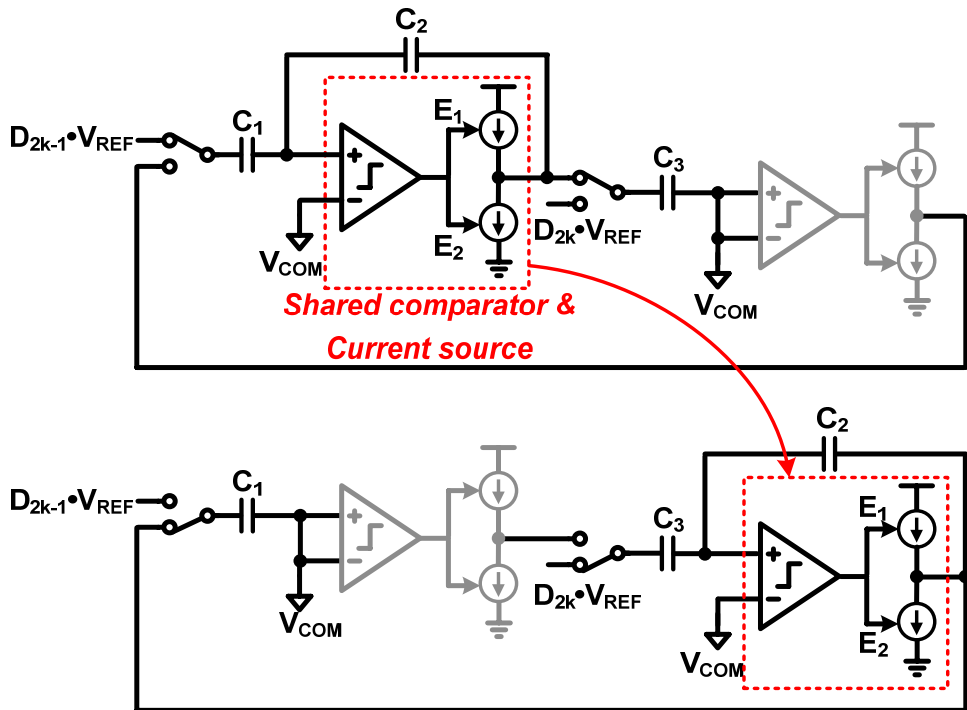 C2
E1
D2k-1•VREF
C1
C3
+
+
−
−
D2k•VREF
VCOM
E2
VCOM
Shared comparator &
Current source
C2
D2k-1•VREF
C1
E1
C3
+
+
−
−
D2k•VREF
VCOM
E2
VCOM